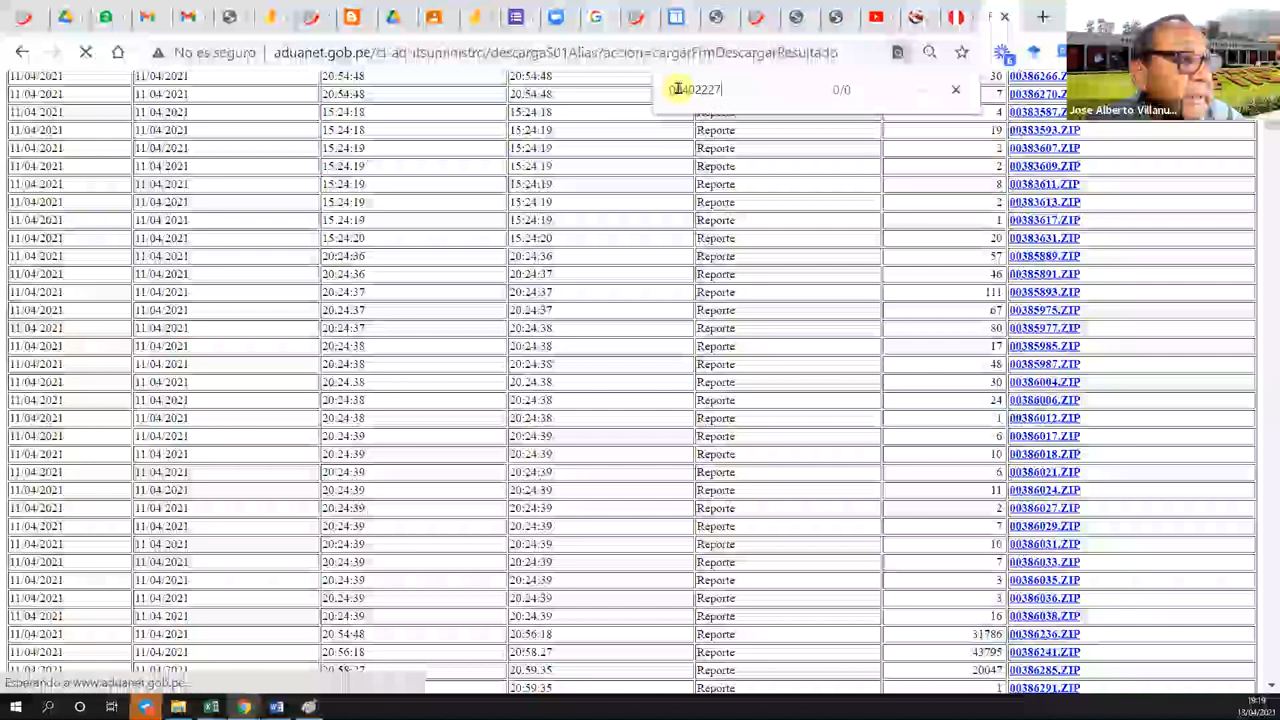 No es seguro aduanet.gob.pe/cl-ad-itsuministro/descargaS01Alias?accion=cargarFrmDescargarResultado
11/04/2021 11/04/2021 20:54:48 20:54:48 30 00386266.Z
402227 0/0
11/04/2021 11/04/2021 20:54:48 20:54:48 7 00386270.Z
11/04/2021 11/04/2021 15:24:18 15:24:18 4 00383587.Z
Jose Alberto Villanu...
11/04/2021 11/04/2021 15:24:18 15:24:19 Reporte 19 00383593.ZIP
11/04/2021 11/04/2021 15:24:19 15:24:19 Reporte 2 00383607.ZIP
11/04/2021 11/04/2021 15:24:19 15:24:19 Reporte 2 00383609.ZIP
11/04/2021 11/04/2021 15:24:19 15:24:19 Reporte 8 00383611.ZIP
11/04/2021 11/04/2021 15:24:19 15:24:19 Reporte 2 00383613.ZIP
11/04/2021 11/04/2021 15:24:19 15:24:19 Reporte 1 00383617.ZIP
11/04/2021 11/04/2021 15:24:20 15:24:20 Reporte 20 00383631.ZIP
11/04/2021 11/04/2021 20:24:36 20:24:36 Reporte 57 00385889.ZIP
11/04/2021 11/04/2021 20:24:36 20:24:37 Reporte 46 00385891.ZIP
11/04/2021 11/04/2021 20:24:37 20:24:37 Reporte 111 00385893.ZIP
11/04/2021 11/04/2021 20:24:37 20:24:37 Reporte 67 00385975.ZIP
11/04/2021 11/04/2021 20:24:37 20:24:38 Reporte 80 00385977.ZIP
11/04/2021 11/04/2021 20:24:38 20:24:38 Reporte 17 00385985.ZIP
11/04/2021 11/04/2021 20:24:38 20:24:38 Reporte 48 00385987.ZIP
11/04/2021 11/04/2021 20:24:38 20:24:38 Reporte 30 00386004.ZIP
11/04/2021 11/04/2021 20:24:38 20:24:38 Reporte 24 00386006.ZIP
11/04/2021 11/04/2021 20:24:38 20:24:38 Reporte 1 00386012.ZIP
11/04/2021 11/04/2021 20:24:39 20:24:39 Reporte 6 00386017.ZIP
11/04/2021 11/04/2021 20:24:39 20:24:39 Reporte 10 00386018.ZIP
11/04/2021 11/04/2021 20:24:39 20:24:39 Reporte 6 00386021.ZIP
11/04/2021 11/04/2021 20:24:39 20:24:39 Reporte 11 00386024.ZIP
11/04/2021 11/04/2021 20:24:39 20:24:39 Reporte 2 00386027.ZIP
11/04/2021 11/04/2021 20:24:39 20:24:39 Reporte 7 00386029.ZIP
11/04/2021 11/04/2021 20:24:39 20:24:39 Reporte 10 00386031.ZIP
11/04/2021 11/04/2021 20:24:39 20:24:39 Reporte 7 00386033.ZIP
11/04/2021 11/04/2021 20:24:39 20:24:39 Reporte 3 00386035.ZIP
11/04/2021 11/04/2021 20:24:39 20:24:39 Reporte 3 00386036.ZIP
11/04/2021 11/04/2021 20:24:39 20:24:39 Reporte 16 00386038.ZIP
11/04/2021 11/04/2021 20:54:48 20:56:18 Reporte 31786 00386236.ZIP
11/04/2021 11/04/2021 20:56:18 20:58:27 Reporte 43795 00386241.ZIP
11/04/2021 11/04/2021 20:58:27 20:59:35 Reporte 20047 00386285.ZIP
Esperando a www.aduanet.gob.pe... 20:59:35 Reporte 1 00386291.ZIP
19:19
13/04/2021